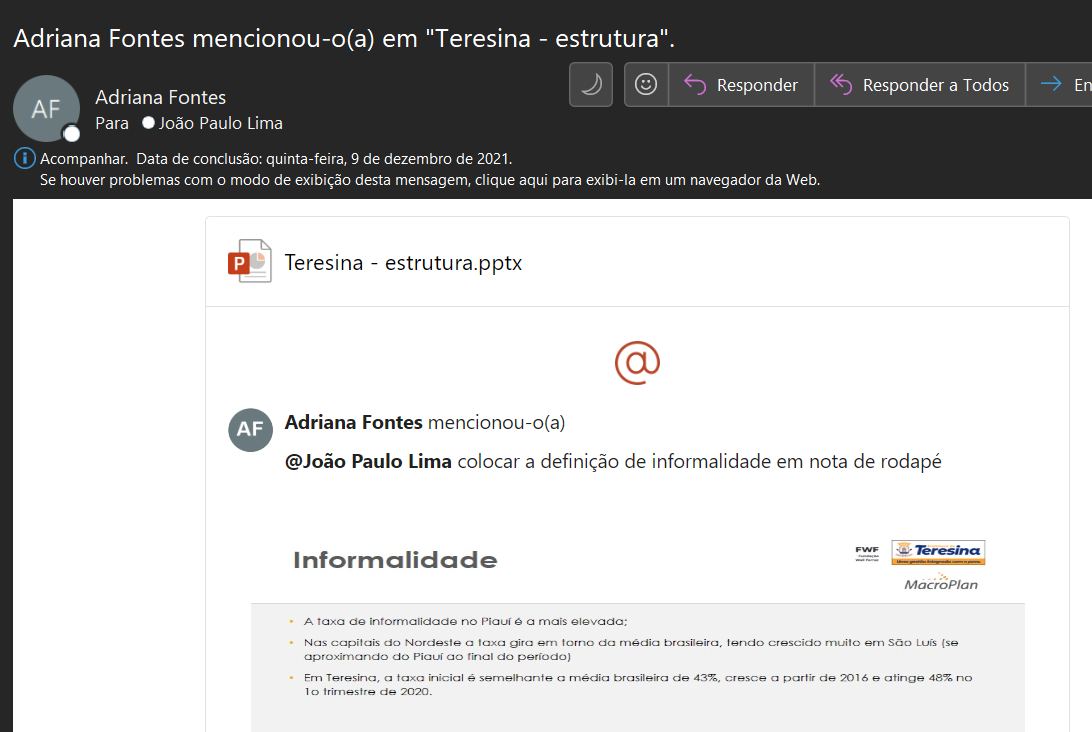 Adriana Fontes mencionou-o(a) em "Teresina - estrutura".
AF
Adriana Fontes
Para João Paulo Lima
Responder
Responder a Todos
En
Acompanhar. Data de conclusão: quinta-feira, 9 de dezembro de 2021.
Se houver problemas com o modo de exibição desta mensagem, clique aqui para exibi-la em um navegador da Web.
P
Teresina - estrutura.pptx
@
AF
Adriana Fontes mencionou-o(a)
@João Paulo Lima colocar a definição de informalidade em nota de rodapé
Informalidade
FWF
Teresina
MacroPlan
• A taxa de informalidade no Piauí é a mais elevada;
• Nas capitais do Nordeste a taxa gira em torno da média brasileira, tendo crescido muito em São Luís (se
aproximando do Piauí ao final do período)
• Em Teresina, a taxa inicial é semelhante a média brasileira de 43%, cresce a partir de 2016 e atinge 48% no
1o trimestre de 2020.